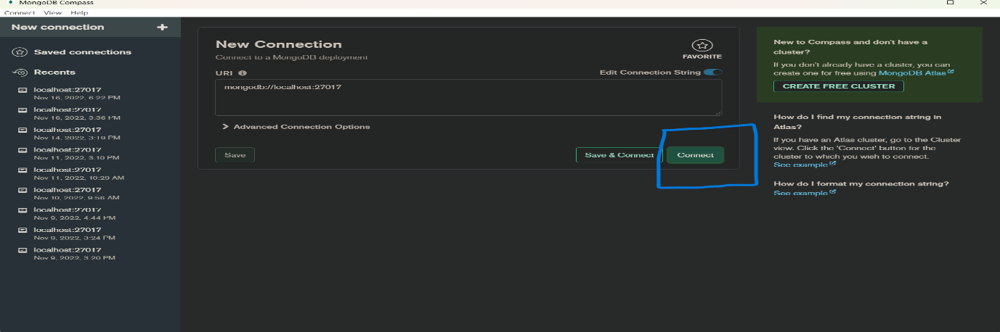 MongoDB Compass
Connect View Help
New connection
Saved connections
Recents
localhost:27017
Nov 16, 2022, 6:22 PM
localhost:27017
Nov 16, 2022, 3:36 PM
localhost:27017
Nov 14, 2022, 3:19 PM
localhost:27017
Nov 11, 2022, 3:10 PM
localhost:27017
Nov 11, 2022, 10:29 AM
localhost:27017
Nov 10, 2022, 9:56 AM
localhost:27017
Nov 9, 2022, 4:44 PM
localhost:27017
Nov 9, 2022, 3:24 PM
localhost:27017
Nov 9, 2022, 3:20 PM
New Connection
Connect to a MongoDB deployment
FAVORITE
URI
Edit Connection String
mongodb://localhost:27017
Advanced Connection Options
Save
Save & Connect
Connect
New to Compass and don't have a
cluster?
If you don't already have a cluster, you can
create one for free using MongoDB Atlas
CREATE FREE CLUSTER
How do I find my connection string in
Atlas?
If you have an Atlas cluster, go to the Cluster
view. Click the 'Connect' button for the
cluster to which you wish to connect.
See example
How do I format my connection string?
See example